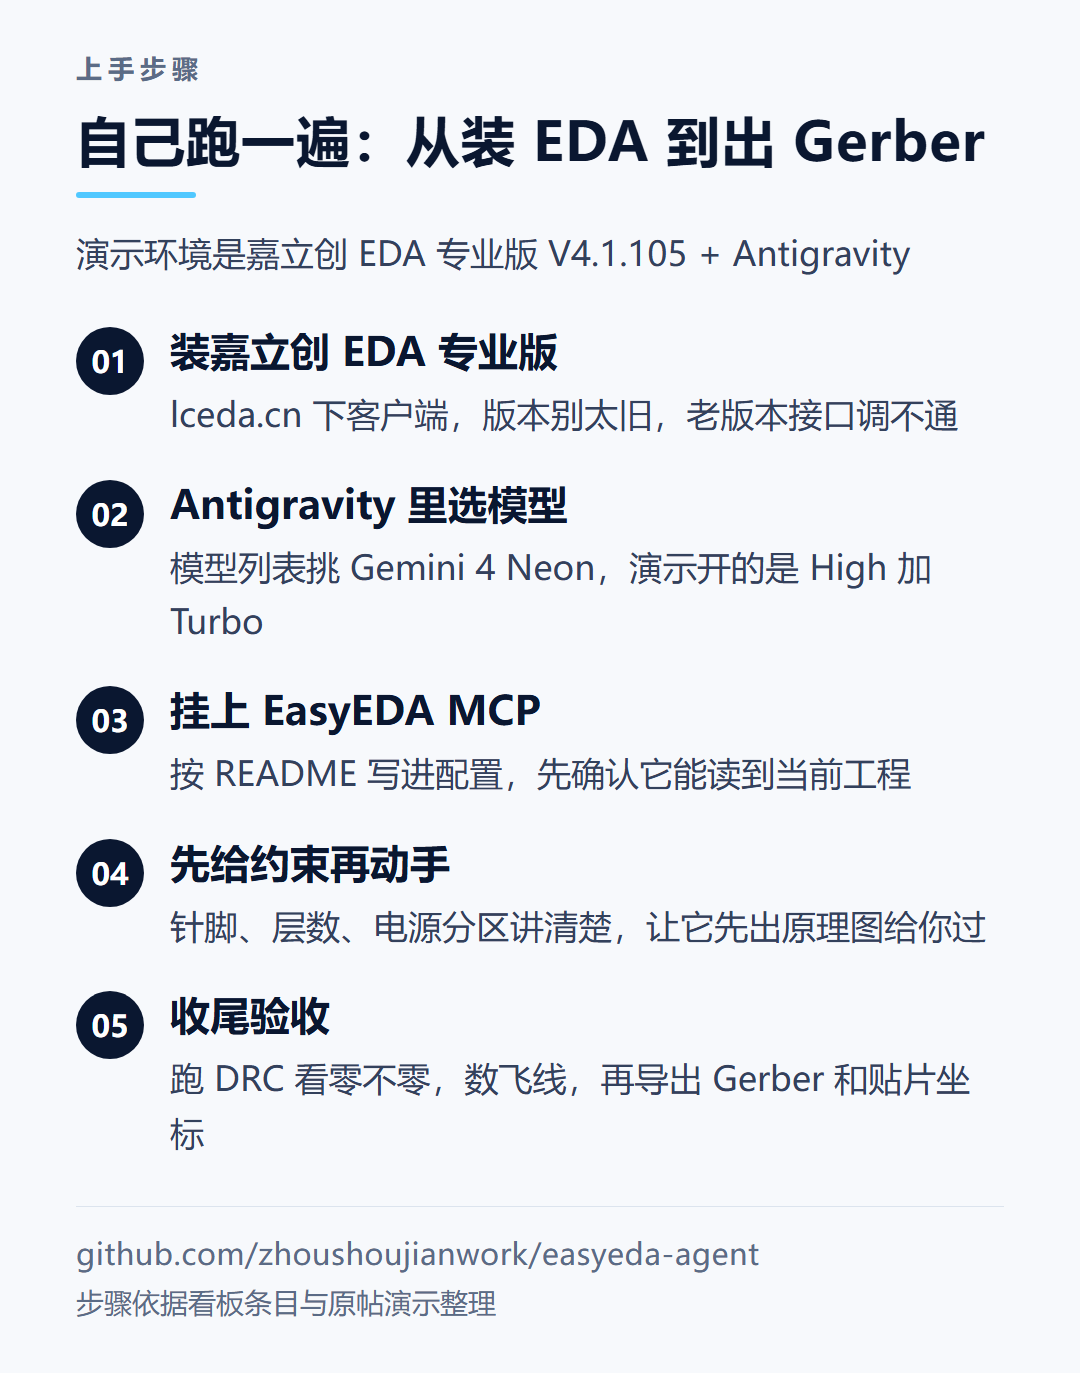 上手步骤
自己跑一遍：从装 EDA 到出 Gerber
演示环境是嘉立创 EDA 专业版 V4.1.105 + Antigravity
01
装嘉立创 EDA 专业版
lceda.cn 下客户端，版本别太旧，老版本接口调不通
02
Antigravity 里选模型
模型列表挑 Gemini 4 Neon，演示开的是 High 加
Turbo
03
挂上 EasyEDA MCP
按 README 写进配置，先确认它能读到当前工程
04
先给约束再动手
针脚、层数、电源分区讲清楚，让它先出原理图给你过
05
收尾验收
跑 DRC 看零不零，数飞线，再导出 Gerber 和贴片坐
标
github.com/zhoushoujianwork/easyeda-agent
步骤依据看板条目与原帖演示整理